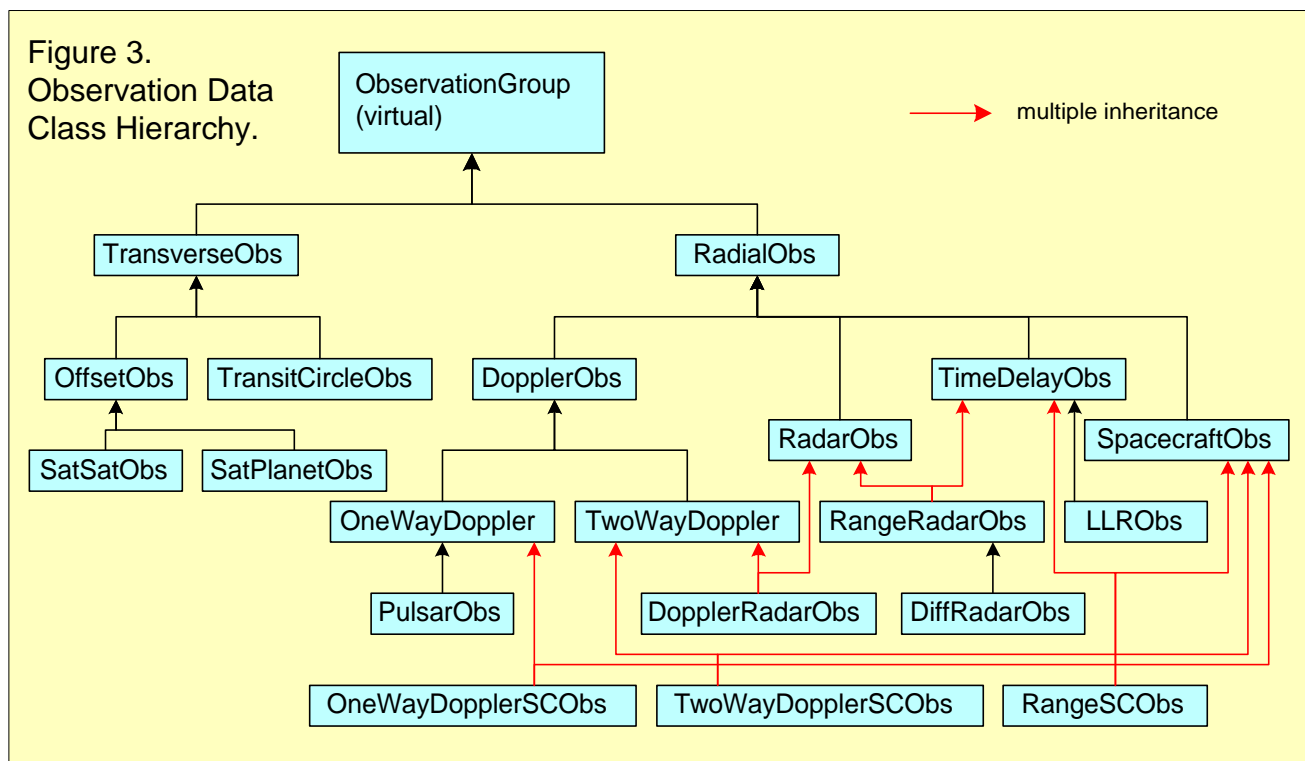 Figure 3.
Observation Data
Class Hierarchy.
ObservationGroup
(virtual)
multiple inheritance
TransverseObs
RadialObs
OffsetObs
TransitCircleObs
DopplerObs
TimeDelayObs
RadarObs
SpacecraftObs
SatSatObs
SatPlanetObs
OneWayDoppler
TwoWayDoppler
RangeRadarObs
LLRObs
PulsarObs
DopplerRadarObs
DiffRadarObs
OneWayDopplerSCObs
TwoWayDopplerSCObs
RangeSCObs